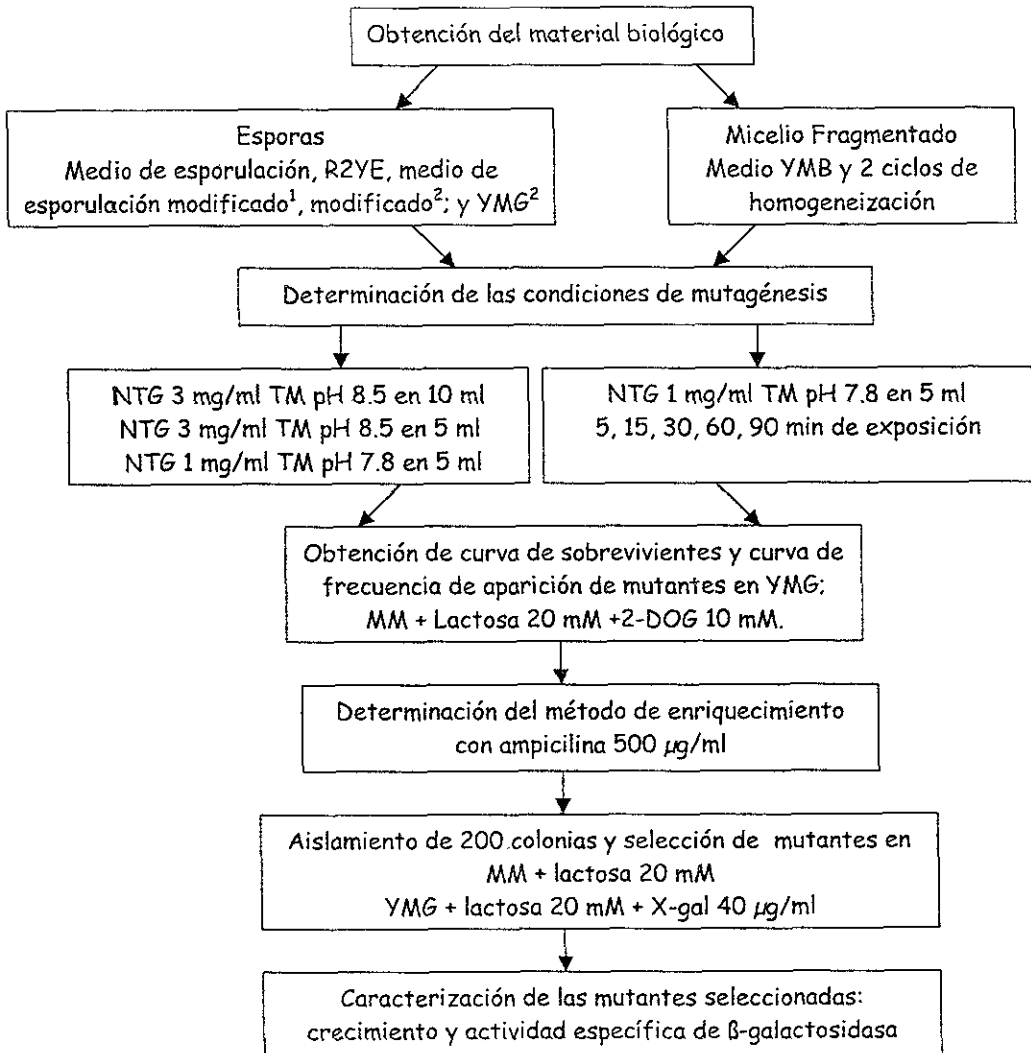 Obtención del material biológico
Esporas
Medio de esporulación, R2YE, medio de
esporulación modificado¹, modificado²; y YMG²
Micelio Fragmentado
Medio YMB y 2 ciclos de
homogeneización
Determinación de las condiciones de mutagénesis
NTG 3 mg/ml TM pH 8.5 en 10 ml
NTG 3 mg/ml TM pH 8.5 en 5 ml
NTG 1 mg/ml TM pH 7.8 en 5 ml
NTG 1 mg/ml TM pH 7.8 en 5 ml
5, 15, 30, 60, 90 min de exposición
Obtención de curva de sobrevivientes y curva de
frecuencia de aparición de mutantes en YMG;
MM + Lactosa 20 mM +2-DOG 10 mM.
Determinación del método de enriquecimiento
con ampicilina 500 µg/ml
Aislamiento de 200 colonias y selección de mutantes en
MM + lactosa 20 mM
YMG + lactosa 20 mM + X-gal 40 µg/ml
Caracterización de las mutantes seleccionadas:
crecimiento y actividad específica de ß-galactosidasa